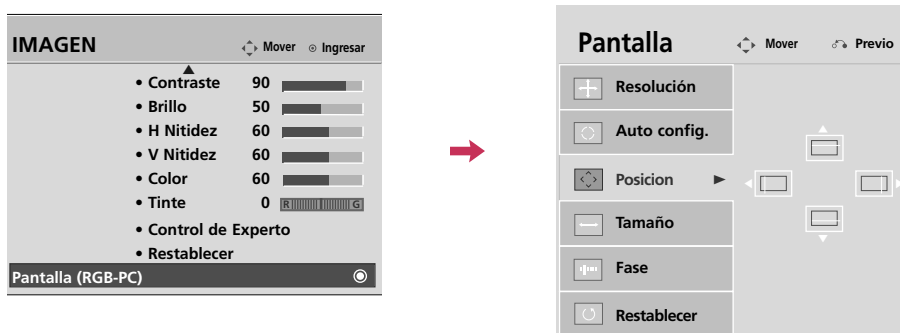 IMAGEN Mover Ingresar
• Contraste 90
• Brillo 50
• H Nitidez 60
• V Nitidez 60
• Color 60
• Tinte 0 R G
• Control de Experto
• Restablecer
Pantalla (RGB-PC)
Pantalla Mover Previo
Resolución
Auto config.
Posicion
Tamaño
Fase
Restablecer